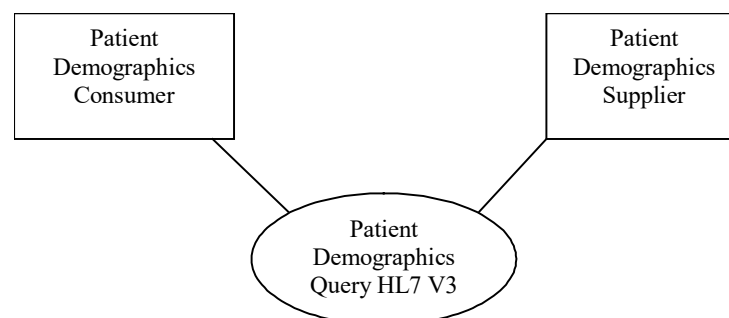 Patient
Demographics
Consumer
Patient
Demographics
Supplier
Patient
Demographics
Query HL7 V3